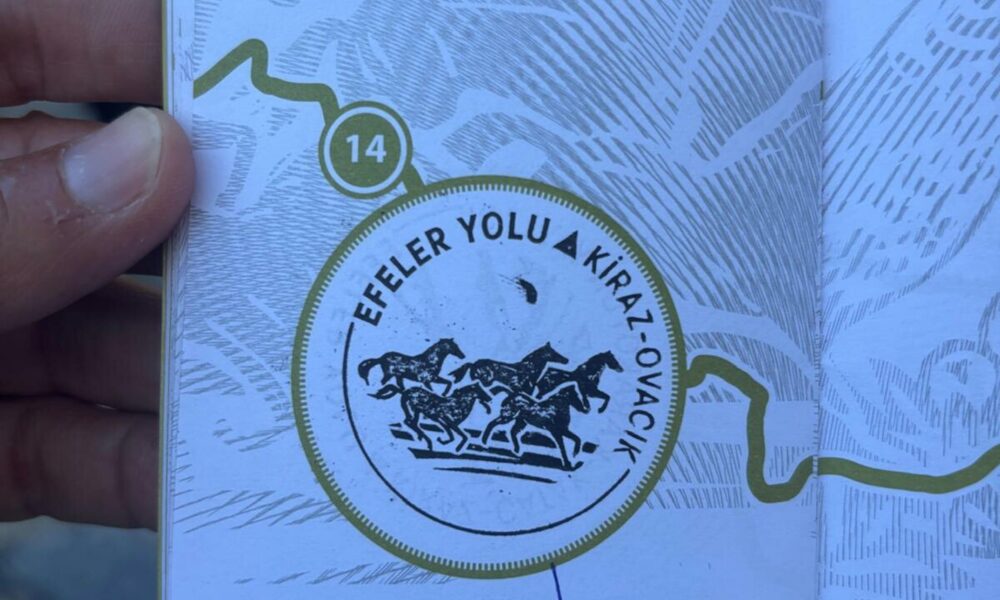 14
EFELER YOLU ▲ KİRAZ-OVACIK